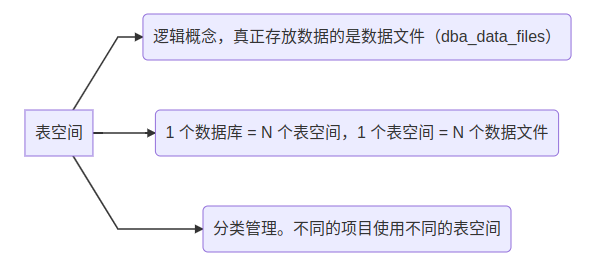 逻辑概念，真正存放数据的是数据文件（dba_data_files）
表空间
1 个数据库 = N 个表空间，1 个表空间 = N 个数据文件
分类管理。不同的项目使用不同的表空间